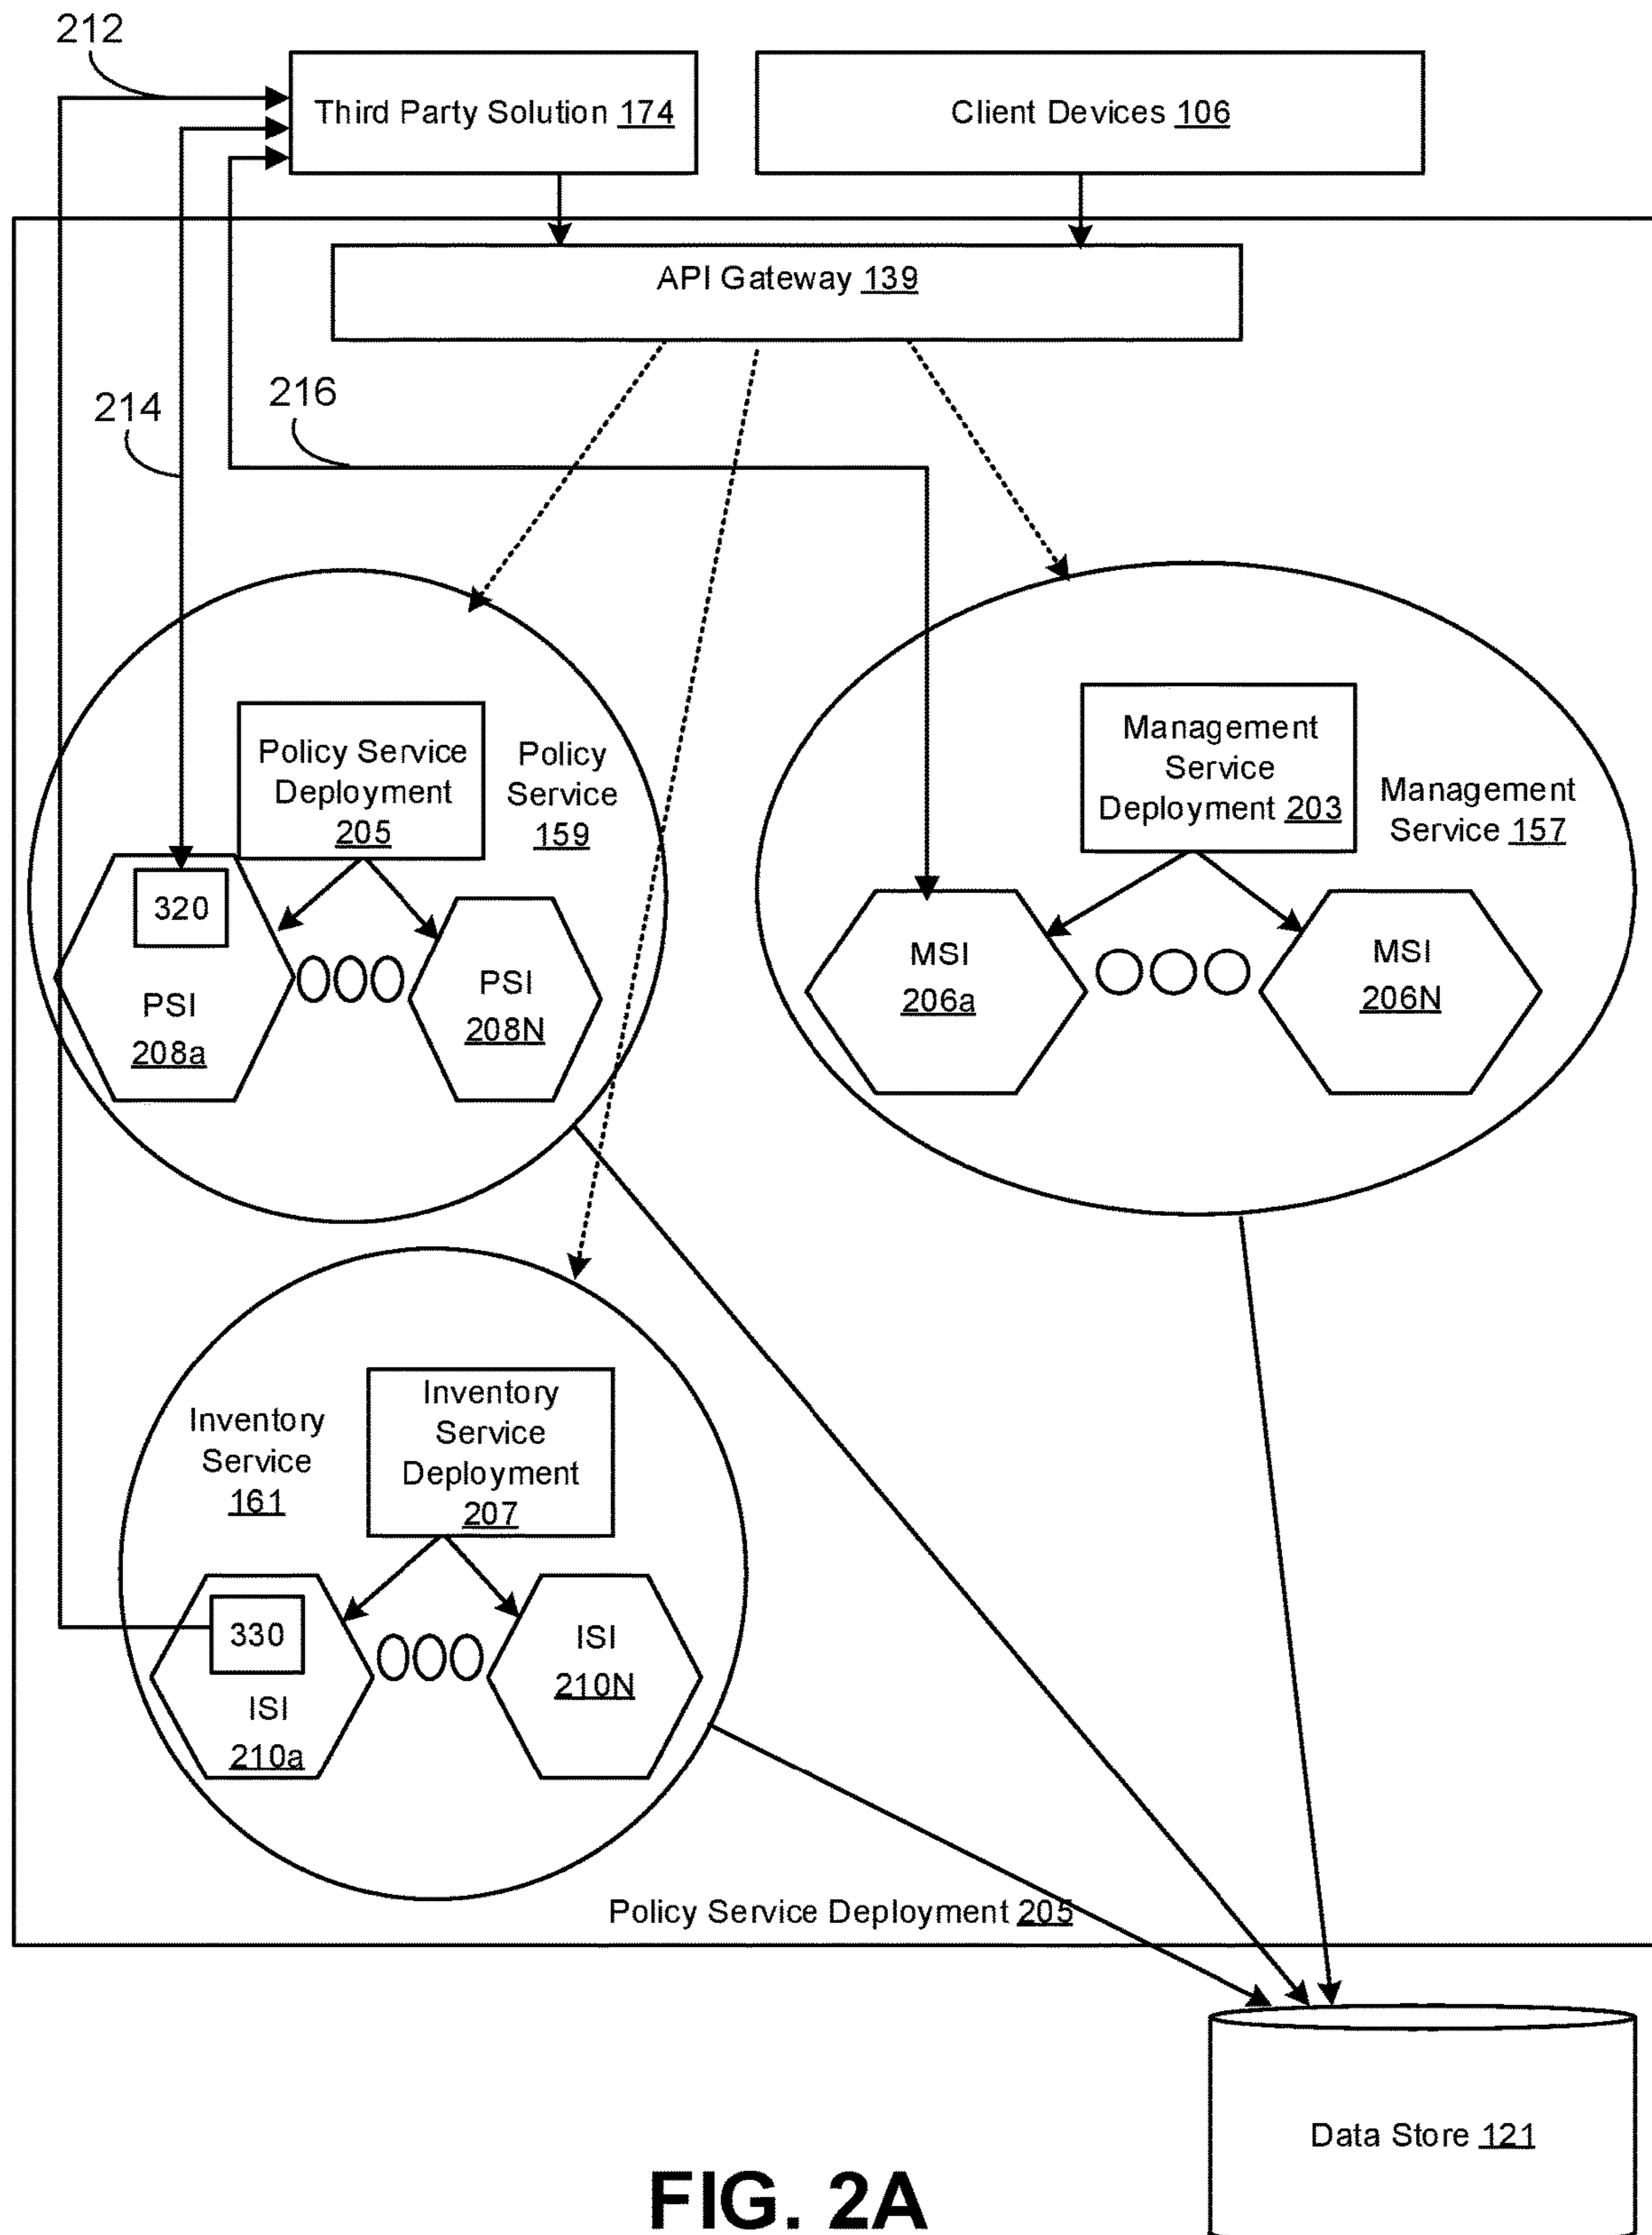 212
Third Party Solution 174
Client Devices 106
API Gateway 139
214
216
Policy Service
Deployment
205
Policy
Service
159
Management
Service
Deployment 203
Management
Service 157
320
PSI
208a
PSI
208N
MSI
206a
MSI
206N
Inventory
Service
161
Inventory
Service
Deployment
207
330
ISI
210a
ISI
210N
Policy Service Deployment 205
Data Store 121
FIG. 2A